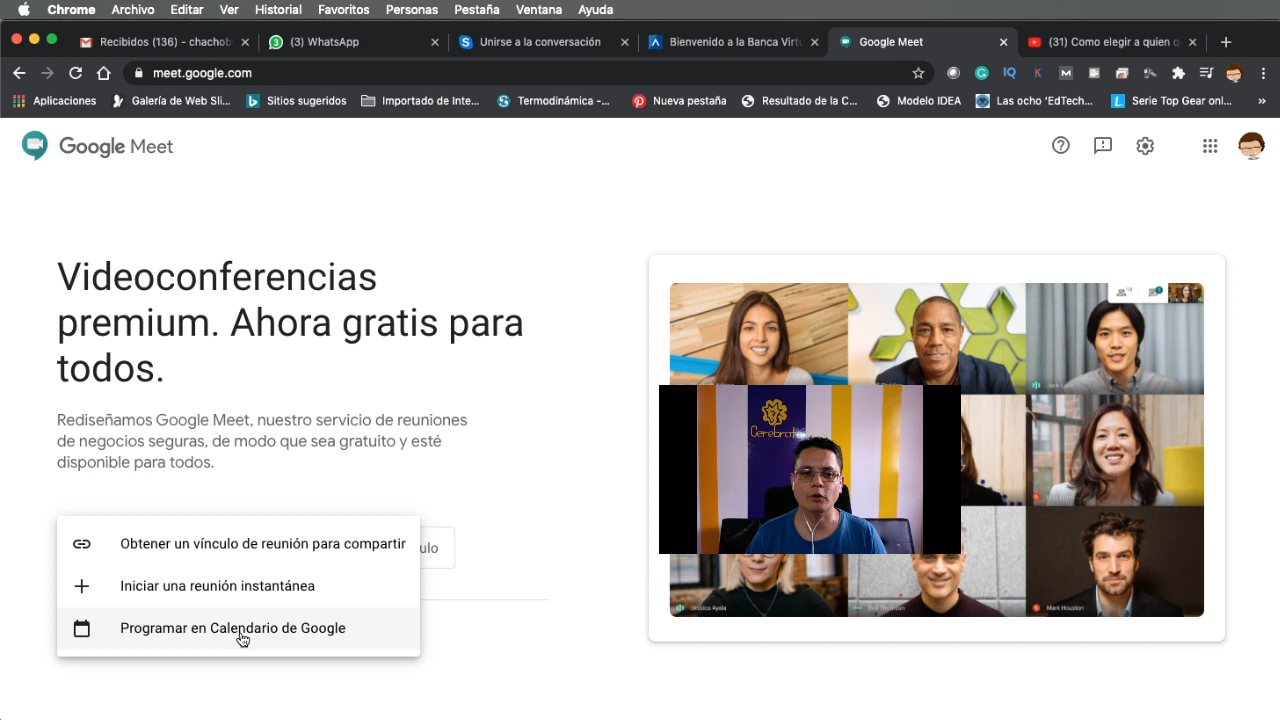 Chrome Archivo Editar Ver Historial Favoritos Personas Pestaña Ventana Ayuda
Recibidos (136) - chachob
(3) WhatsApp
Unirse a la conversación
Bienvenido a la Banca Virtu
Google Meet
(31) Como elegir a quien q
meet.google.com
Aplicaciones
Galería de Web Sli...
Sitios sugeridos
Importado de Inte...
Termodinámica -...
Nueva pestaña
Resultado de la C...
Modelo IDEA
Las ocho ‘EdTech...
Serie Top Gear onl...
Google Meet
Videoconferencias
premium. Ahora gratis para
todos.
Rediseñamos Google Meet, nuestro servicio de reuniones
de negocios seguras, de modo que sea gratuito y esté
disponible para todos.
Obtener un vínculo de reunión para compartir
ulo
Iniciar una reunión instantánea
Programar en Calendario de Google
Jessica Ayala
Mark Houston